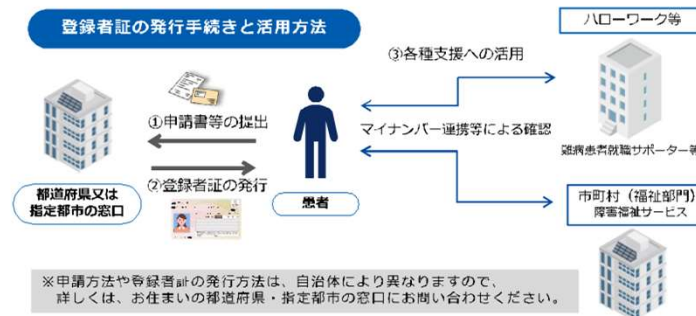 登録者証の発行手続きと活用方法
ハローワーク等
③各種支援への活用
①申請書等の提出
マイナンバー連携等による確認
難病患者就職サポーター等
②登録者証の発行
都道府県又は
指定都市の窓口
患者
市町村（福祉部門）
障害福祉サービス
※申請方法や登録者証の発行方法は、自治体により異なりますので、
詳しくは、お住まいの都道府県・指定都市の窓口にお問い合わせください。